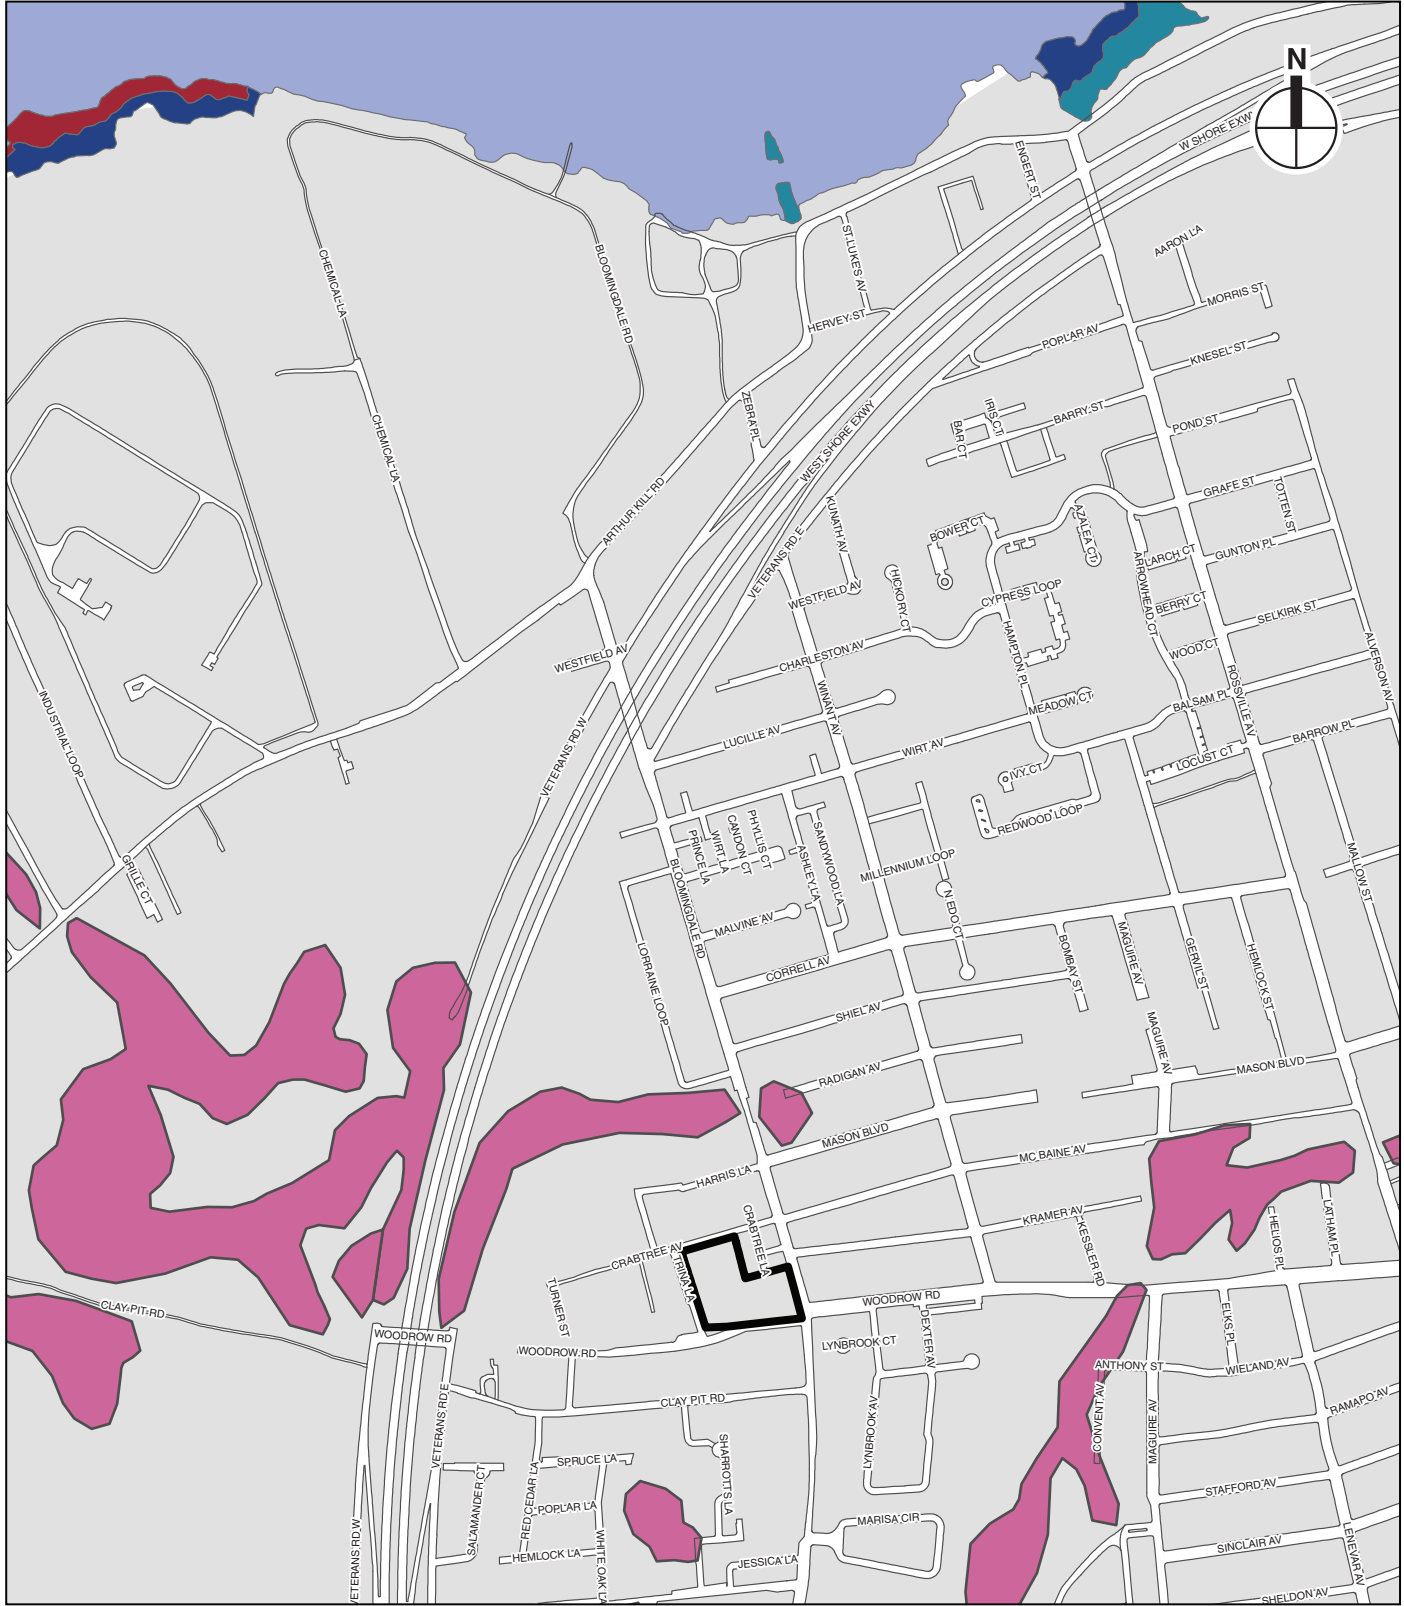 N
W SHORE EXWY
ENGERT ST
AARON LA
ST LUKES AV
CHEMICAL LA
BLOOMINGDALE RD
MORRIS ST
HERVEY ST
POPLAR AV
KNESEL ST
ZEBRA PL
IRIS CT
BARRY ST
BAR CT
POND ST
CHEMICAL LA
WEST SHORE EXWY
ARTHUR KILL RD
GRAFE ST
TOTTEN ST
KUNATH AV
BOWER CT
AZALEA CT
VETERANS RD E
LARCH CT
GUNTON PL
ARROWHEAD CT
HICKORY CT
WESTFIELD AV
CYPRESS LOOP
BERRY CT
SELKIRK ST
HAMPTON PL
WESTFIELD AV
CHARLESTON AV
WOOD CT
ALVERSON AV
ROSSVILLE AV
WINANT AV
MEADOW CT
BALSAM PL
INDUSTRIAL LOOP
VETERANS RD W
LUCILLE AV
WIRT AV
BARROW PL
LOCUST CT
IVY CT
REDWOOD LOOP
PHYLLIS CT
CANDON CT
WIRT LA
PRINCE LA
SANDYWOOD LA
ASHLEY LA
MILLENNIUM LOOP
MALLOW ST
GRILLE CT
BLOOMINGDALE RD
N EDO CT
MALVINE AV
LORRAINE LOOP
CORRELL AV
BOMBAY ST
MAGUIRE AV
GERVIL ST
HEMLOCK ST
SHIEL AV
MAGUIRE AV
RADIGAN AV
MASON BLVD
MASON BLVD
MC BAINE AV
HARRIS LA
CRABTREE LA
KRAMER AV
KESSLER RD
HELIOS PL
LATHAM PL
CRABTREE AV
TRINA LA
TURNER ST
CLAY PIT RD
WOODROW RD
WOODROW RD
WOODROW RD
DEXTER AV
ELKS PL
LYNBROOK CT
ANTHONY ST
WIELAND AV
CLAY PIT RD
VETERANS RD E
LYNBROOK AV
CONVENT AV
MAGUIRE AV
RAMAPO AV
SHARROTTS LA
SPRUCE LA
RED CEDAR LA
SALAMANDER CT
POPLAR LA
STAFFORD AV
VETERANS RD W
WHITE OAK LA
MARISA CIR
HEMLOCK LA
JESSICA LA
SINCLAIR AV
LENEVAR AV
SHELDON AV